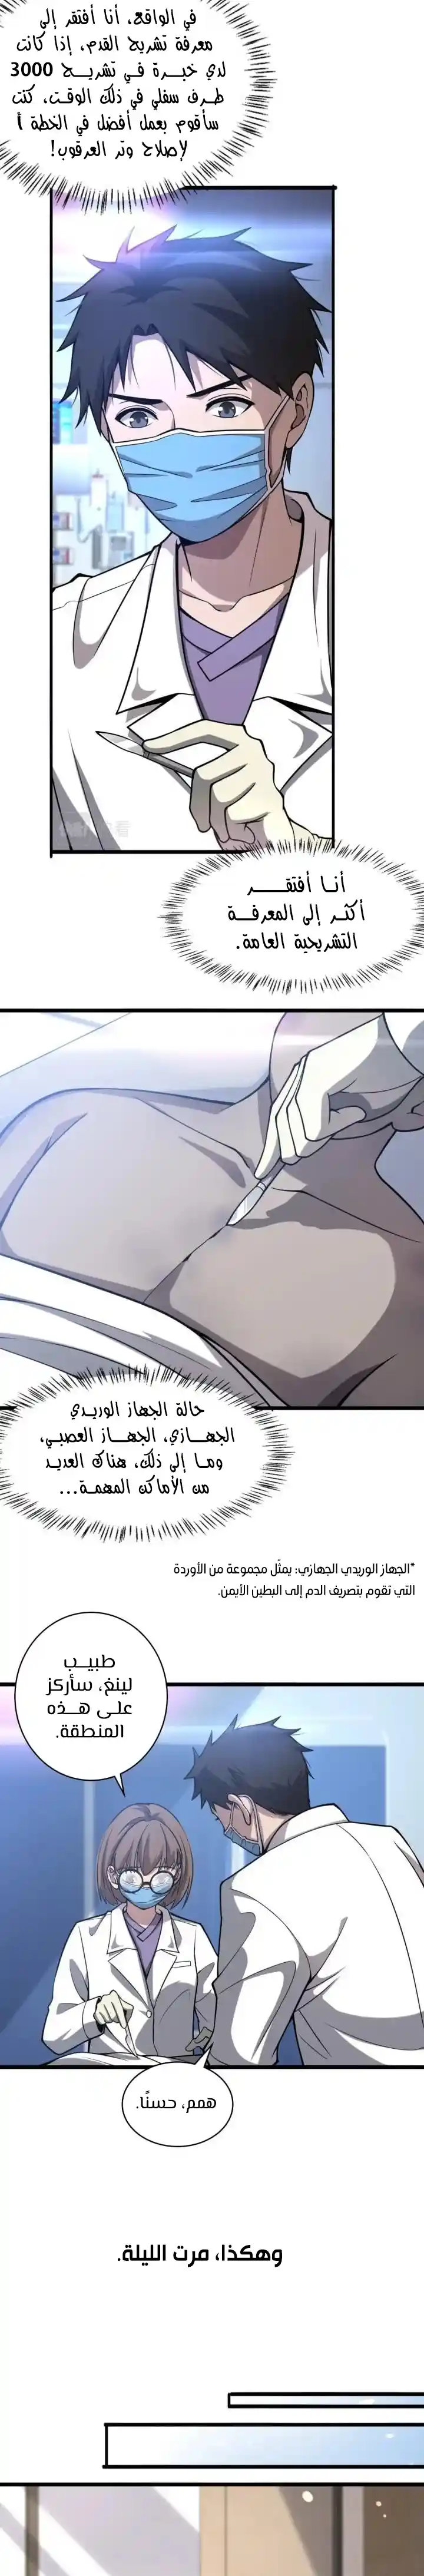 في الواقع، أنا أفتقر إلى
معرفة تشريح القدم، إذا كانت
لدي خبرة في تشريح 3000
طرف سفلي في ذلك الوقت، كنت
سأقوم بعمل أفضل في الخطة أ
لإصلاح وتر العرقوب!
أنا أفتقر
أكثر إلى المعرفة
التشريحية العامة.
حالة الجهاز الوريدي
الجهازي، الجهاز العصبي،
وما إلى ذلك، هناك العديد
من الأماكن المهمة...
*الجهاز الوريدي الجهازي: يمثّل مجموعة من الأوردة
التي تقوم بتصريف الدم إلى البطين الأيمن.
طبيب
لينغ، سأركز
على هذه
المنطقة.
همم، حسنًا.
وهكذا، مرت الليلة.